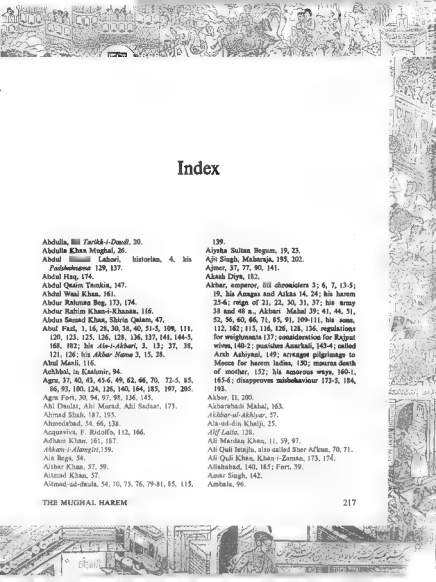 Index
Abdulla, Tarikh-i-Daudi, 20.
Abdulla Khan Mughal, 26.
Abdul Lahori, historian, 4, his
Padshahnama 129, 137.
Abdul Haq, 174.
Abdul Qasim Tamkin, 147.
Abdul Wasi Khan, 161.
Abdul Rahman Beg, 173, 174.
Abdur Rahim Khan-i-Khanan, 116.
Abdus Samad Khan, Shirin Qalam, 47.
Abul Fazl, 1, 16, 28, 30, 38, 40, 51-5, 109, 111,
120, 123, 125, 126, 128, 136, 137, 141, 144-5,
168, 182; his Ain-i-Akbari, 3, 13; 37, 38,
121, 126; his Akbar Nama 3, 15, 28.
Abul Maali, 116.
Achhbal, in Kashmir, 94.
Agra, 37, 40, 43, 45-6, 49, 62, 66, 70, 72-5, 85,
86, 93, 100, 124, 126, 140, 164, 185, 197, 205.
Agra Fort, 30, 94, 97, 98, 136, 145.
Ahl Daulat, Ahl Murad, Ahl Sadaat, 173.
Ahmad Shah, 187, 195.
Ahmedabad, 54, 66, 138.
Acquaviva, F. Ridolfo, 112, 166.
Adham Khan, 161, 187.
Ahkam-i-Alamgiri,159.
Aia Begs, 54.
Aitbar Khan, 57, 59.
Aitmad Khan, 57.
Aitmad-ud-daula, 54, 70, 73, 76, 79-81, 85, 115,
139.
Aiysha Sultan Begum, 19, 23.
Ajit Singh, Maharaja, 195, 202.
Ajmer, 37, 77, 90, 141.
Akash Diya, 182.
Akbar, emperor, his chroniclers 3; 6, 7, 13-5;
19, his Anagas and Atkas 14, 24; his harem
25-6; reign of 21, 22, 30, 31, 37; his army
38 and 48 n., Akbari Mahal 39; 41, 44, 51,
52, 56, 60, 66, 71, 85, 91, 109-111, his sons,
112, 162; 115, 116, 126, 128, 136, regulations
for weighments 137; consideration for Rajput
wives, 140-2; punishes Anarkali, 143-4; called
Arsh Ashiyani, 149; arranges pilgrimage to
Mecca for harem ladies, 150; mourns death
of mother, 152; his amorous ways, 160-1,
165-6; disapproves misbehaviour 173-5, 184,
193.
Akbar, II, 200.
Akbarabadi Mahal, 163.
Akhbar-ul-Akhiyar, 57.
Ala-ud-din Khalji, 25.
Alif Laila, 128.
Ali Mardan Khan, 11, 59, 97.
Ali Quli Istajlu, also called Sher Afkun, 70, 71.
Ali Quli Khan, Khan-i-Zaman, 173, 174.
Allahabad, 140, 185; Fort, 39.
Amar Singh, 142.
Ambala, 96.
THE MUGHAL HAREM
217